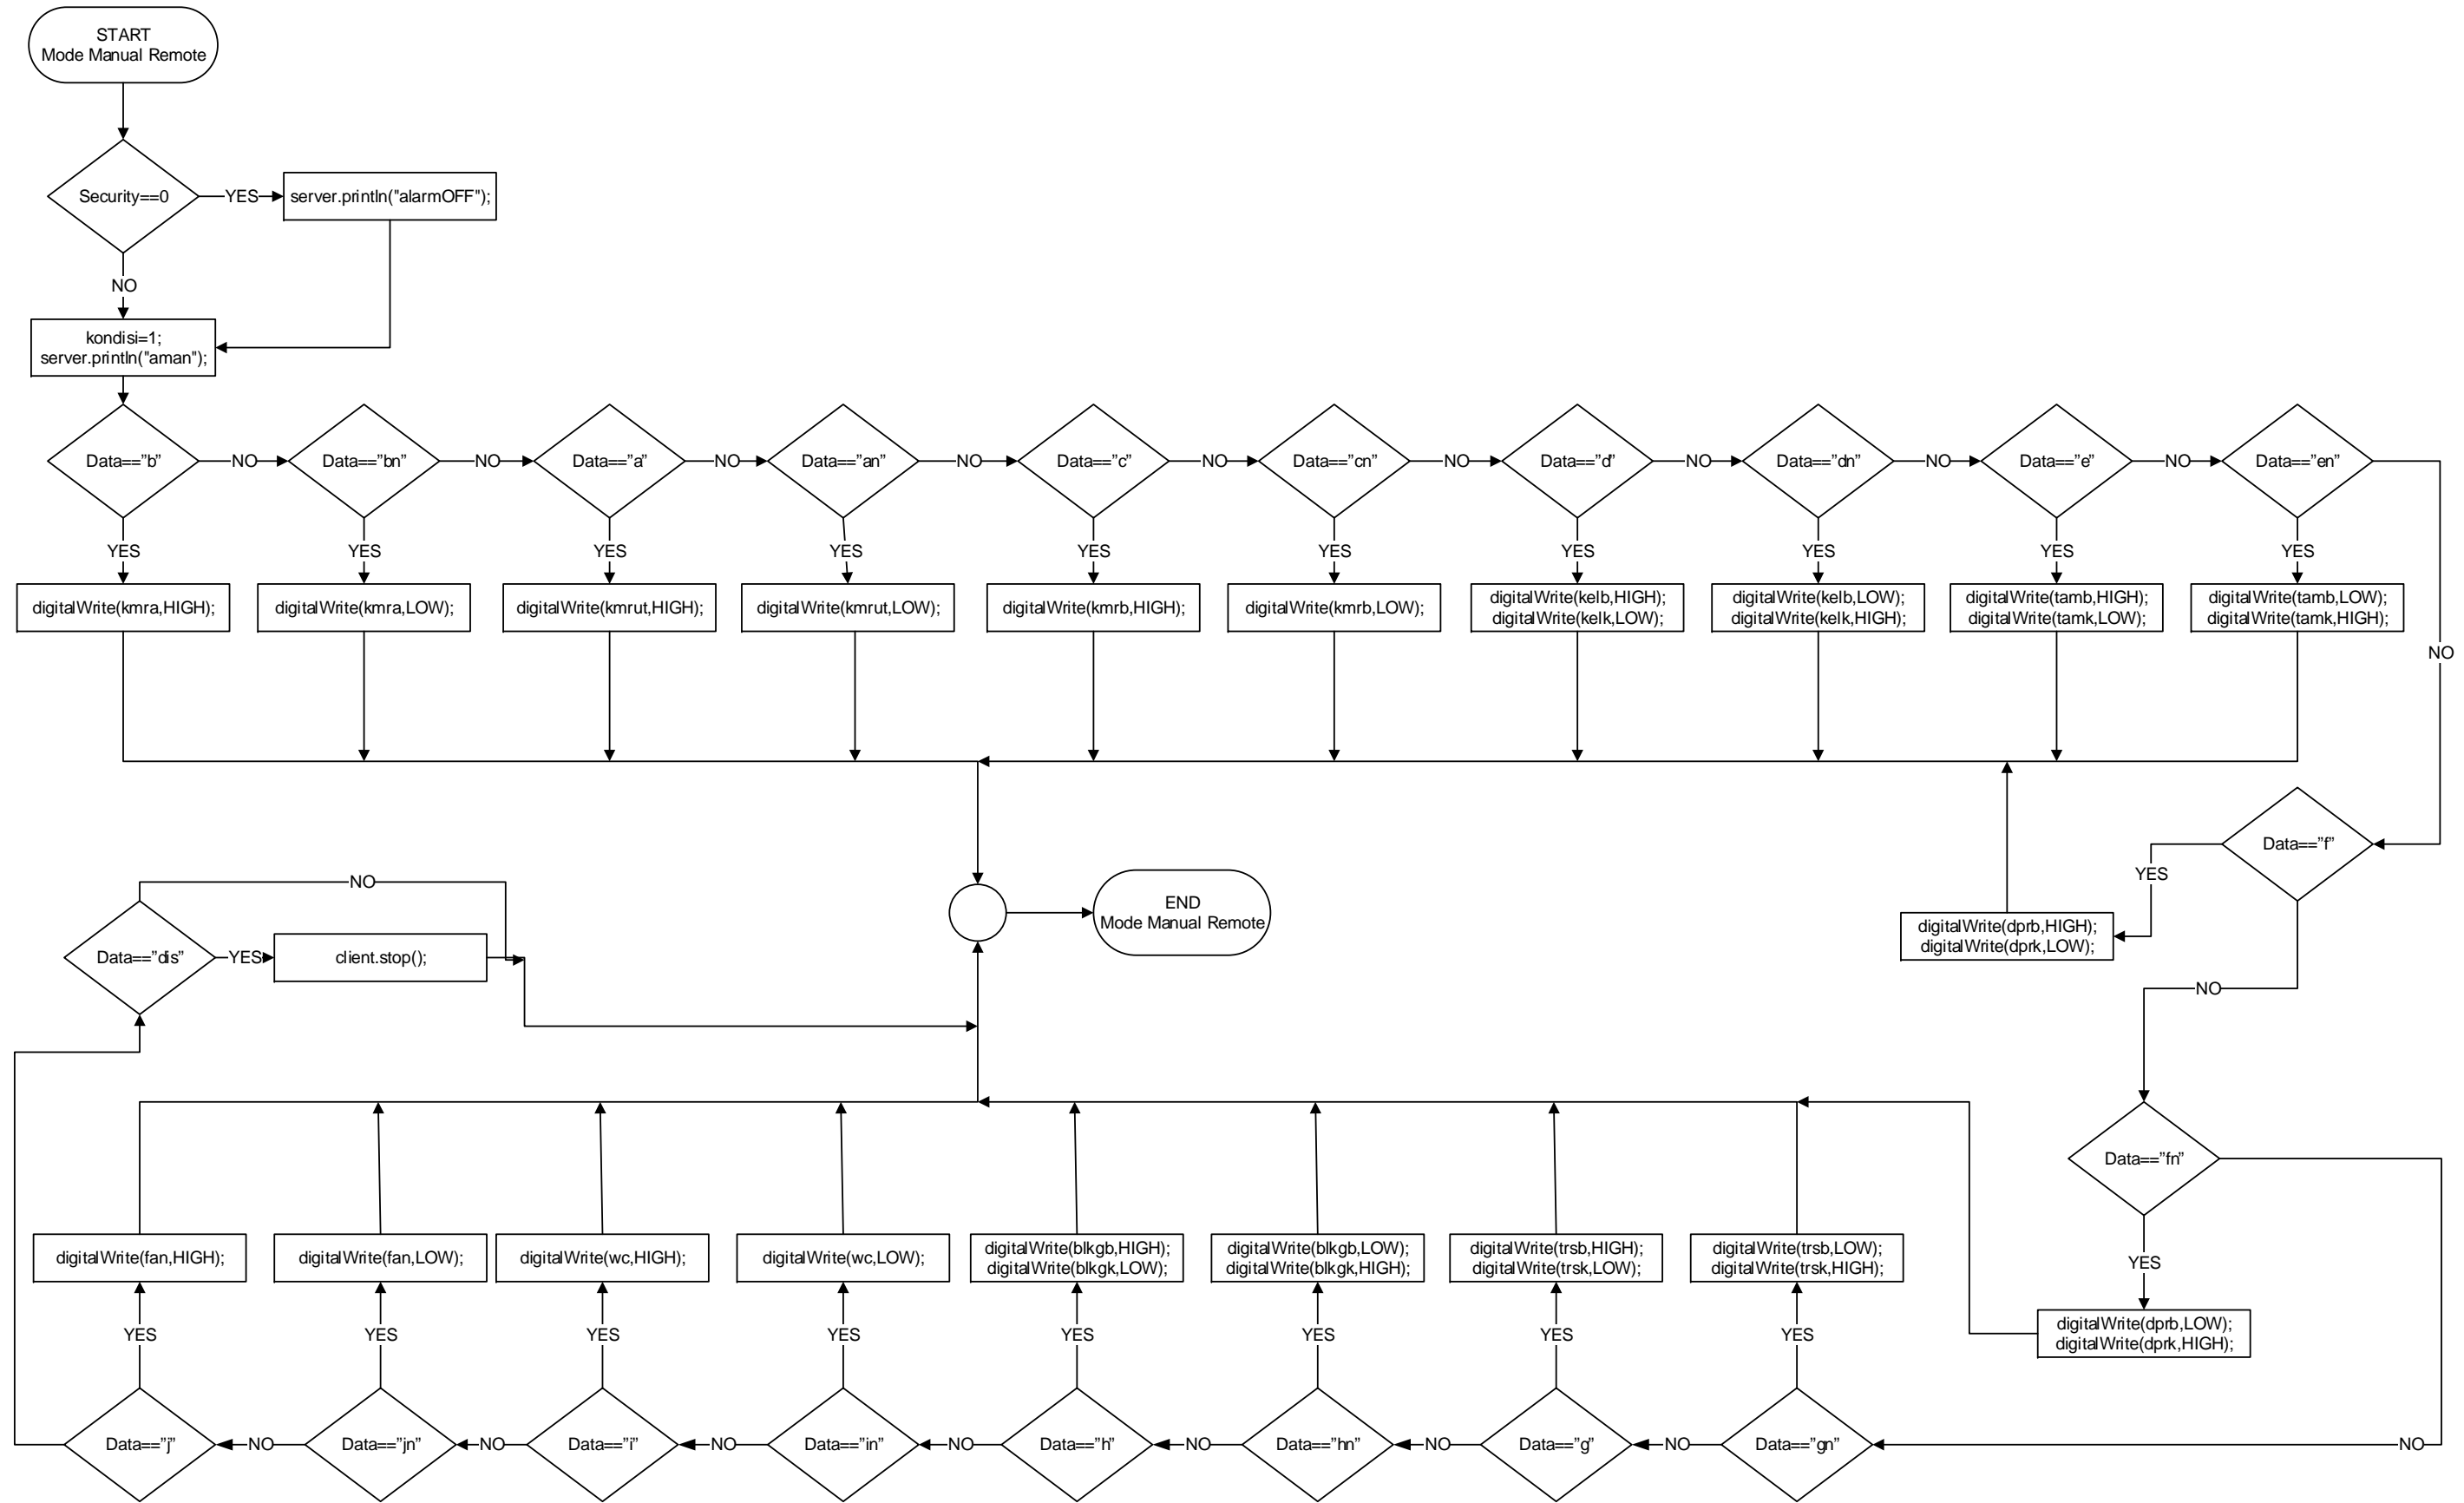 START
Mode Manual Remote
Security==0
YES
server.println("alarmOFF");
NO
kondisi=1;
server.println("aman");
Data=="b"
NO
Data=="bn"
NO
Data=="a"
NO
Data=="an"
NO
Data=="c"
NO
Data=="cn"
NO
Data=="d"
NO
Data=="dn"
NO
Data=="e"
NO
Data=="en"
YES
YES
YES
YES
YES
YES
YES
YES
YES
YES
digitalWrite(kmra,HIGH);
digitalWrite(kmra,LOW);
digitalWrite(kmrut,HIGH);
digitalWrite(kmrut,LOW);
digitalWrite(kmrb,HIGH);
digitalWrite(kmrb,LOW);
digitalWrite(kelb,HIGH);
digitalWrite(kelk,LOW);
digitalWrite(kelb,LOW);
digitalWrite(kelk,HIGH);
digitalWrite(tamb,HIGH);
digitalWrite(tamk,LOW);
digitalWrite(tamb,LOW);
digitalWrite(tamk,HIGH);
NO
Data=="f"
YES
NO
END
Mode Manual Remote
digitalWrite(dprb,HIGH);
digitalWrite(dprk,LOW);
Data=="dis"
YES
client.stop();
NO
Data=="fn"
YES
digitalWrite(fan,HIGH);
digitalWrite(fan,LOW);
digitalWrite(wc,HIGH);
digitalWrite(wc,LOW);
digitalWrite(blkgb,HIGH);
digitalWrite(blkgk,LOW);
digitalWrite(blkgb,LOW);
digitalWrite(blkgk,HIGH);
digitalWrite(trsb,HIGH);
digitalWrite(trsk,LOW);
digitalWrite(trsb,LOW);
digitalWrite(trsk,HIGH);
digitalWrite(dprb,LOW);
digitalWrite(dprk,HIGH);
YES
YES
YES
YES
YES
YES
YES
YES
Data=="j"
NO
Data=="jn"
NO
Data=="i"
NO
Data=="in"
NO
Data=="h"
NO
Data=="hn"
NO
Data=="g"
NO
Data=="gn"
NO